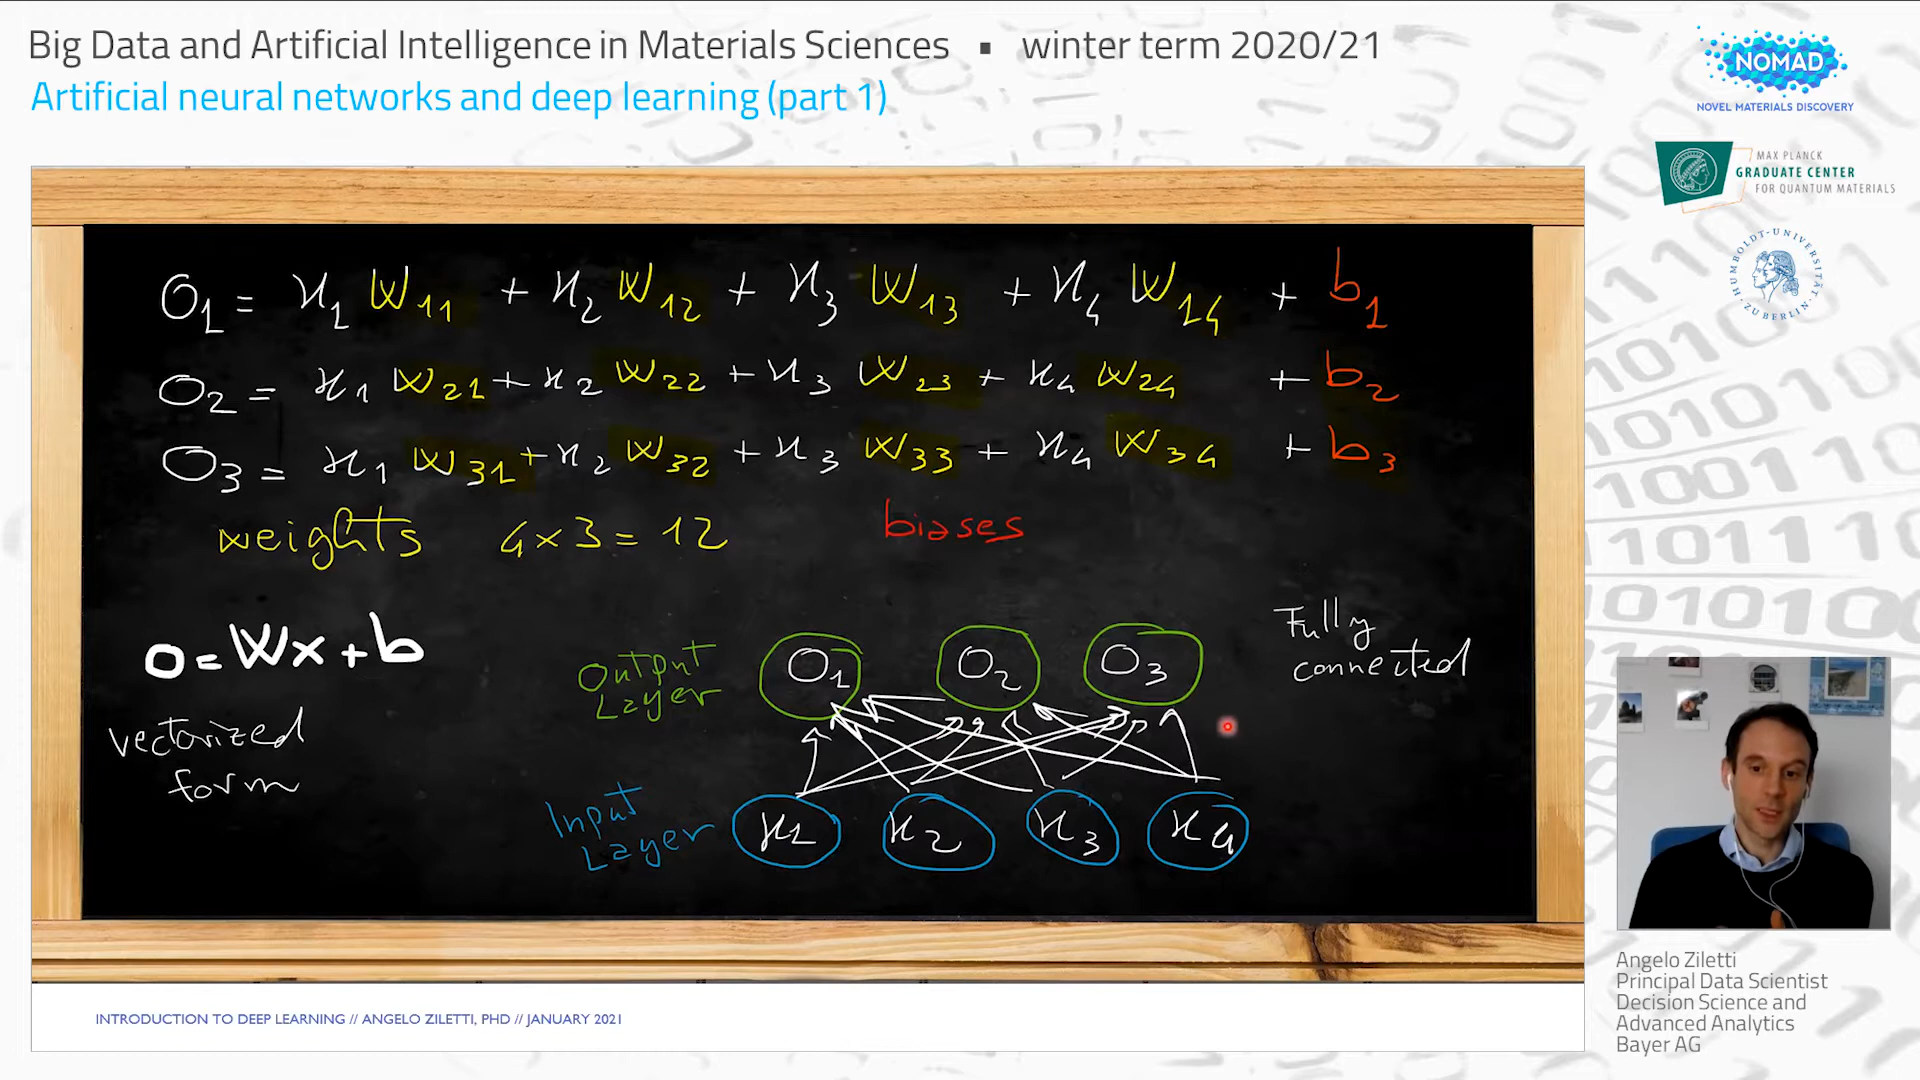 Big Data and Artificial Intelligence in Materials Sciences ▪ winter term 2020/21
Artificial neural networks and deep learning (part 1)
NOMAD
NOVEL MATERIALS DISCOVERY
MAX PLANCK
GRADUATE CENTER
FOR QUANTUM MATERIALS
HUMBOLDT-UNIVERSITÄT ZU BERLIN
O1 = x1 W11 + x2 W12 + x3 W13 + x4 W14 + b1
O2 = x1 W21 + x2 W22 + x3 W23 + x4 W24 + b2
O3 = x1 W31 + x2 W32 + x3 W33 + x4 W34 + b3
weights 4 x 3 = 12 biases
o = Wx + b
vectorized
form
Output
Layer
O1 O2 O3
Fully
connected
Input
Layer
x1 x2 x3 x4
INTRODUCTION TO DEEP LEARNING // ANGELO ZILETTI, PHD // JANUARY 2021
Angelo Ziletti
Principal Data Scientist
Decision Science and
Advanced Analytics
Bayer AG